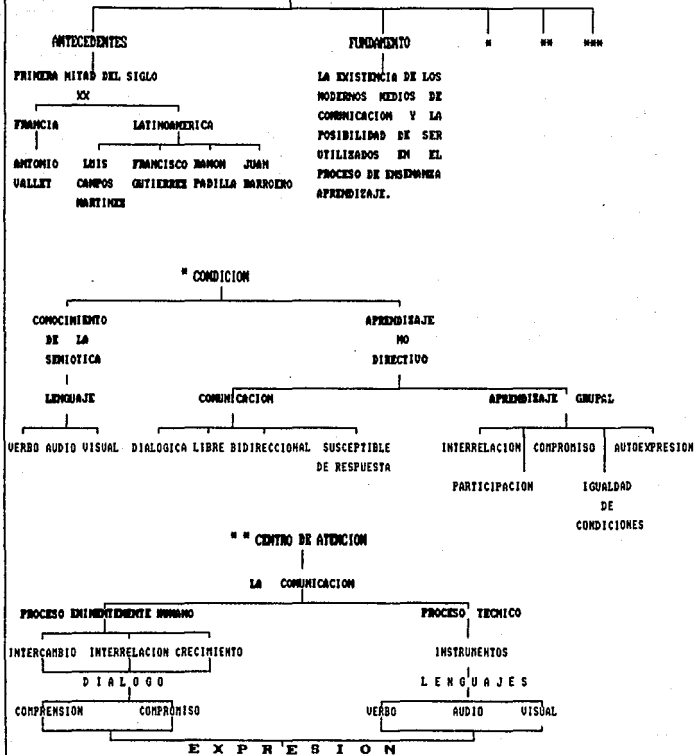 ANTECEDENTES FUNDAMENTO * ** ***
PRIMERA MITAD DEL SIGLO
XX
FRANCIA LATINOAMERICA
ANTONIO VALLET
LUIS CAMPOS MARTINEZ
FRANCISCO GUTIERREZ
RAMON PADILLA
JUAN BARROERO
LA EXISTENCIA DE LOS
MODERNOS MEDIOS DE
COMUNICACION Y LA
POSIBILIDAD DE SER
UTILIZADOS EN EL
PROCESO DE ENSENANZA
APRENDIZAJE.
* CONDICION
CONOCIMIENTO
DE LA
SEMIOTICA
LENGUAJE
VERBO AUDIO VISUAL
APRENDIZAJE
NO
DIRECTIVO
COMUNICACION
DIALOGICA LIBRE BIDIRECCIONAL SUSCEPTIBLE
DE RESPUESTA
APRENDIZAJE GRUPAL
INTERRELACION COMPROMISO AUTOEXPRESION
PARTICIPACION IGUALDAD
DE
CONDICIONES
* * CENTRO DE ATENCION
LA COMUNICACION
PROCESO EMINENTEMENTE HUMANO PROCESO TECNICO
INTERCAMBIO INTERRELACION CRECIMIENTO INSTRUMENTOS
D I A L O G O L E N G U A J E S
COMPRENSION COMPROMISO VERBO AUDIO VISUAL
E X P R E S I O N